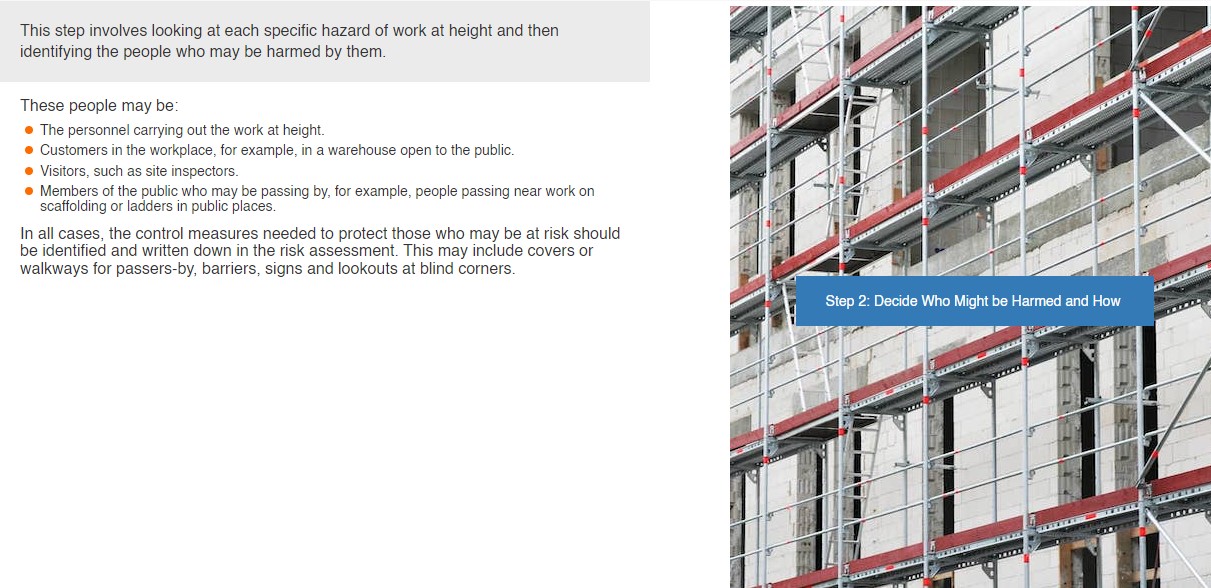 This step involves looking at each specific hazard of work at height and then
identifying the people who may be harmed by them.
These people may be:
The personnel carrying out the work at height.
Customers in the workplace, for example, in a warehouse open to the public.
Visitors, such as site inspectors.
Members of the public who may be passing by, for example, people passing near work on
scaffolding or ladders in public places.
In all cases, the control measures needed to protect those who may be at risk should
be identified and written down in the risk assessment. This may include covers or
walkways for passers-by, barriers, signs and lookouts at blind corners.
Step 2: Decide Who Might be Harmed and How